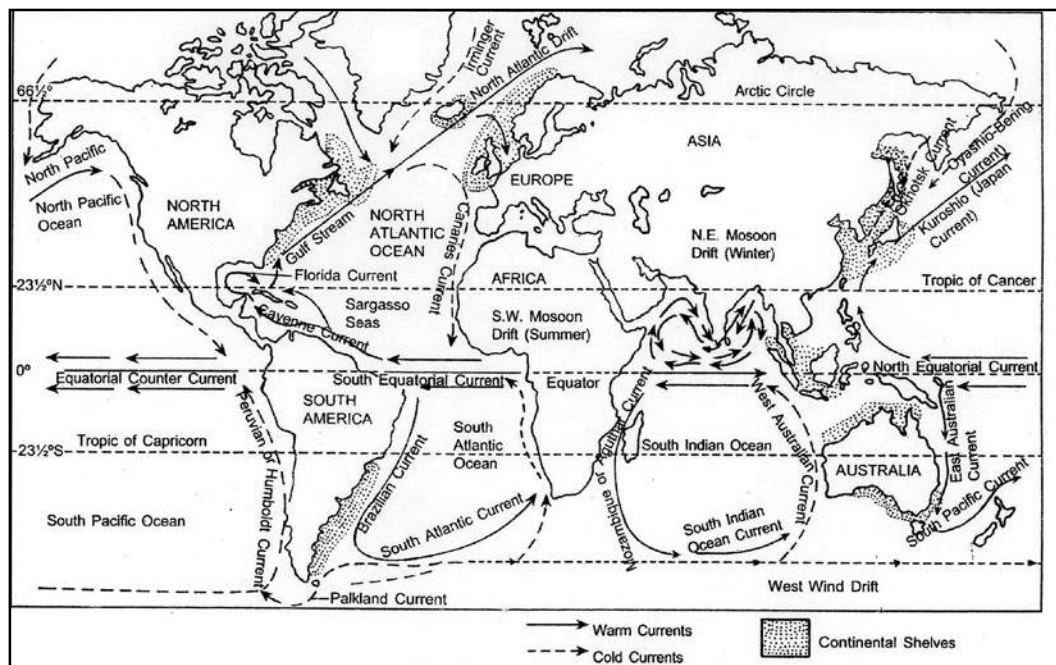 Irminger
Current
North Atlantic Drift
66½°
Arctic Circle
ASIA
North Pacific
North Pacific
Ocean
NORTH
AMERICA
EUROPE
Okhotsk Current
Oyashio-Bering
Current)
Kuroshio (Japan
Current)
NORTH
ATLANTIC
OCEAN
Gulf Stream
Canaries Current
N.E. Mosoon
Drift (Winter)
Florida Current
AFRICA
23½°N
Tropic of Cancer
Sargasso
Seas
S.W. Mosoon
Drift (Summer)
Cayenne Current
0°
Equatorial Counter Current
South Equatorial Current
Equator
North Equatorial Current
SOUTH
AMERICA
Peruvian or Humboldt Current
Brazilian Current
South
Atlantic
Ocean
Mozambique or Agulhas Current
South Indian Ocean
West Australian
Current
East Australian
Current
Tropic of Capricorn
23½°S
AUSTRALIA
South Pacific Ocean
South Atlantic Current
South Indian
Ocean Current
South Pacific Current
West Wind Drift
Palkland Current
Warm Currents
Cold Currents
Continental Shelves